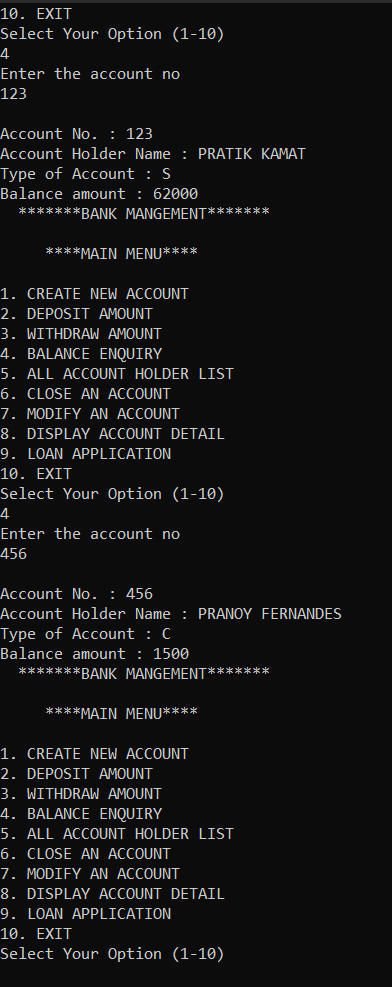 10. EXIT
Select Your Option (1-10)
4
Enter the account no
123
Account No. : 123
Account Holder Name : PRATIK KAMAT
Type of Account : S
Balance amount : 62000
*******BANK MANGEMENT*******
****MAIN MENU****
1. CREATE NEW ACCOUNT
2. DEPOSIT AMOUNT
3. WITHDRAW AMOUNT
4. BALANCE ENQUIRY
5. ALL ACCOUNT HOLDER LIST
6. CLOSE AN ACCOUNT
7. MODIFY AN ACCOUNT
8. DISPLAY ACCOUNT DETAIL
9. LOAN APPLICATION
10. EXIT
Select Your Option (1-10)
4
Enter the account no
456
Account No. : 456
Account Holder Name : PRANOY FERNANDES
Type of Account : C
Balance amount : 1500
*******BANK MANGEMENT*******
****MAIN MENU****
1. CREATE NEW ACCOUNT
2. DEPOSIT AMOUNT
3. WITHDRAW AMOUNT
4. BALANCE ENQUIRY
5. ALL ACCOUNT HOLDER LIST
6. CLOSE AN ACCOUNT
7. MODIFY AN ACCOUNT
8. DISPLAY ACCOUNT DETAIL
9. LOAN APPLICATION
10. EXIT
Select Your Option (1-10)